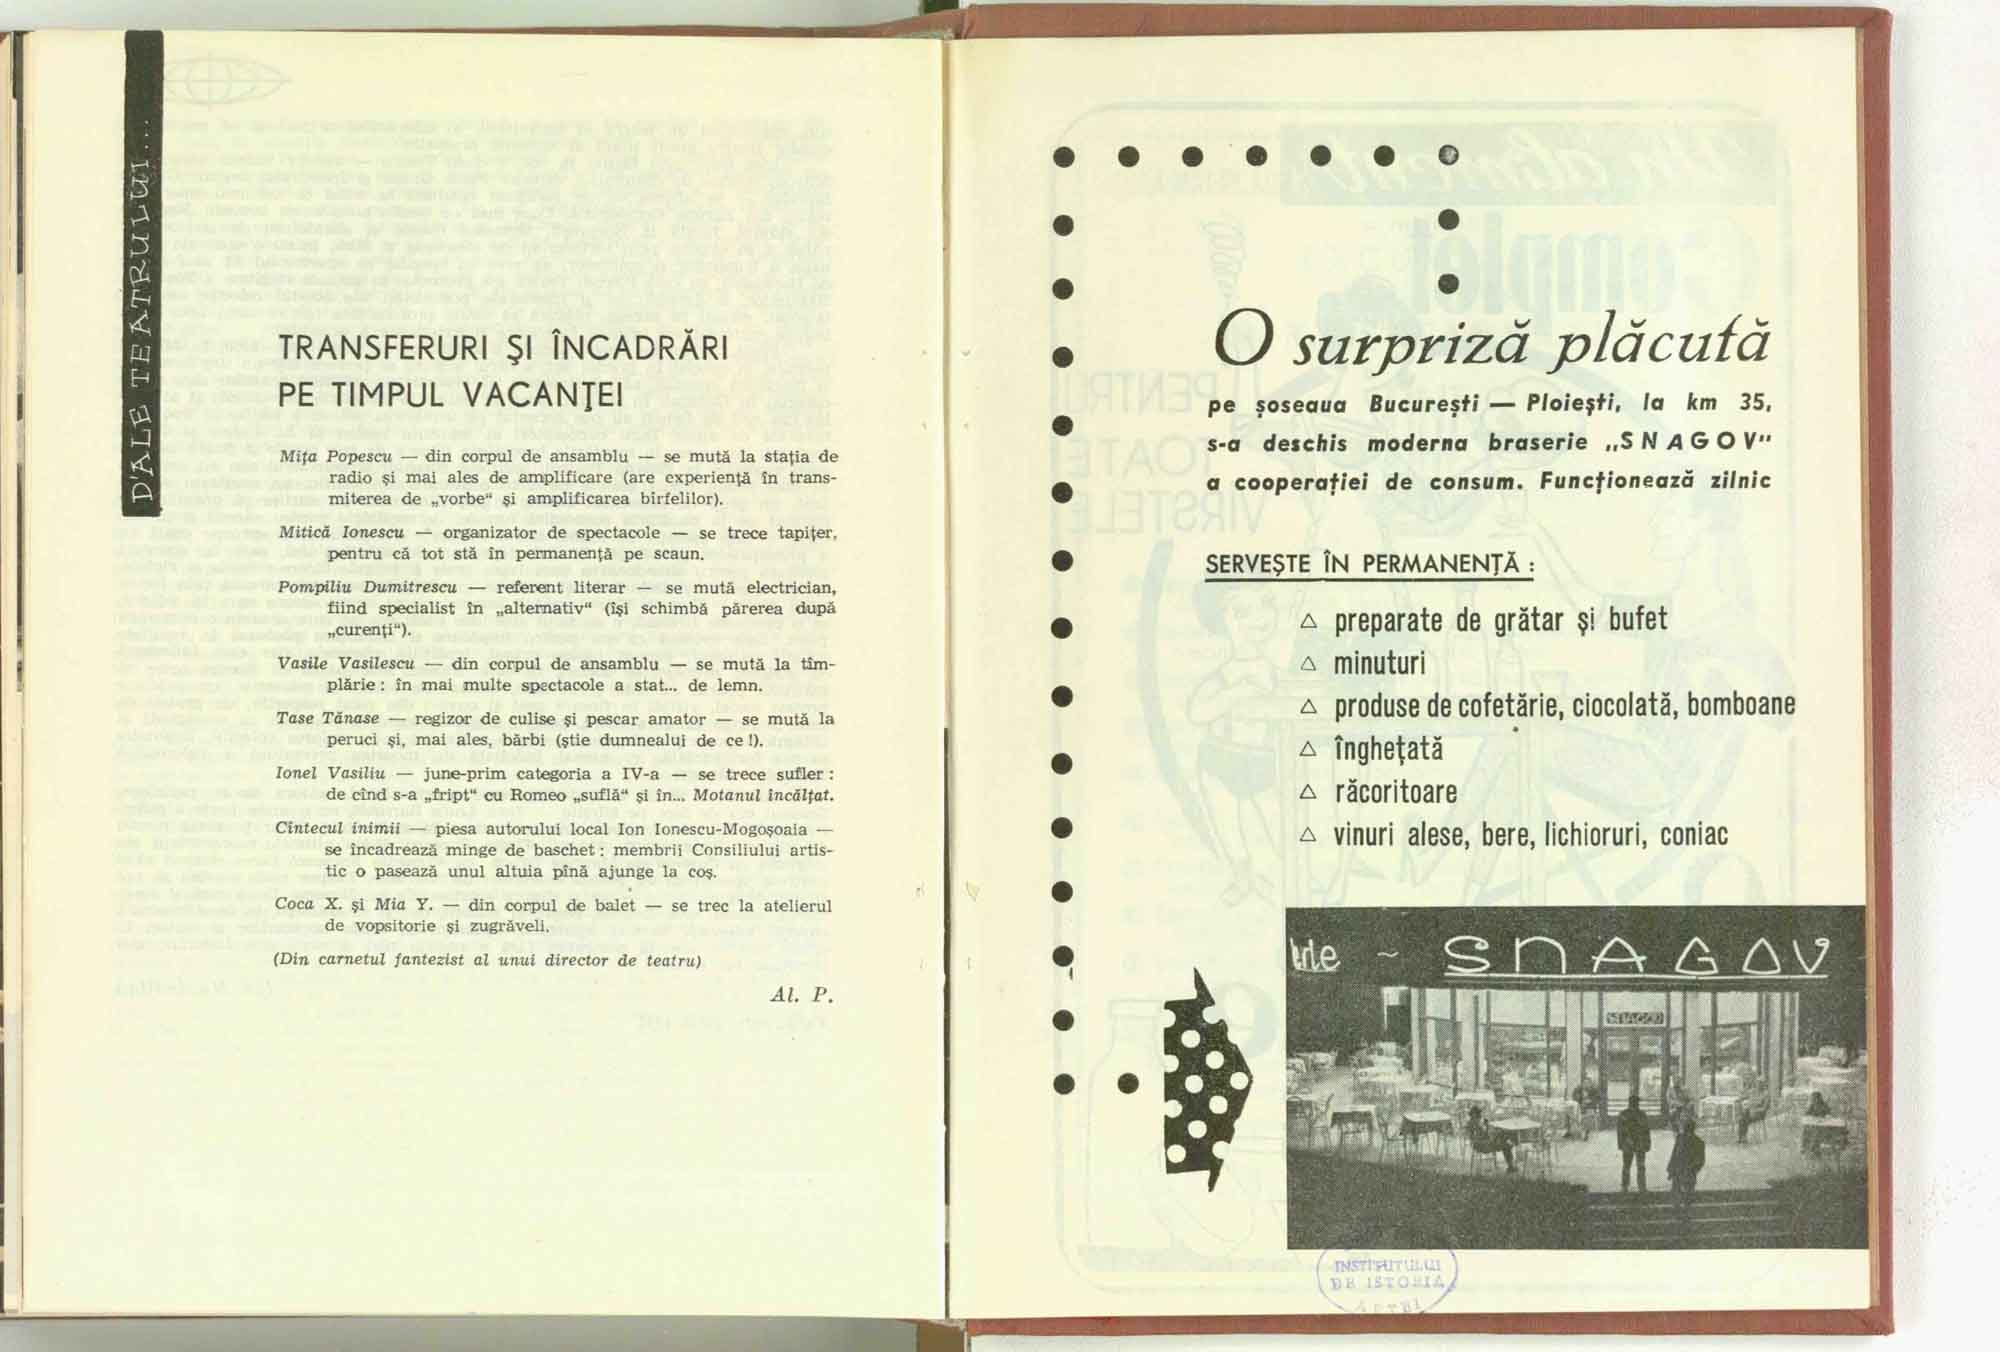 D'ALE TEATRULUI...
TRANSFERURI ȘI ÎNCADRĂRI
PE TIMPUL VACANȚEI
Mița Popescu — din corpul de ansamblu — se mută la stația de
radio și mai ales de amplificare (are experiență în trans-
miterea de „vorbe“ și amplificarea bîrfelilor).
Mitică Ionescu — organizator de spectacole — se trece tapițer,
pentru că tot stă în permanență pe scaun.
Pompiliu Dumitrescu — referent literar — se mută electrician,
fiind specialist în „alternativ“ (își schimbă părerea după
„curenți“).
Vasile Vasilescu — din corpul de ansamblu — se mută la tîm-
plărie : în mai multe spectacole a stat... de lemn.
Tase Tănase — regizor de culise și pescar amator — se mută la
peruci și, mai ales, bărbi (știe dumnealui de ce !).
Ionel Vasiliu — june-prim categoria a IV-a — se trece sufler :
de cînd s-a „fript“ cu Romeo „suflă“ și în... Motanul încălțat.
Cîntecul inimii — piesa autorului local Ion Ionescu-Mogoșoaia —
se încadrează minge de baschet : membrii Consiliului artis-
tic o pasează unul altuia pînă ajunge la coș.
Coca X. și Mia Y. — din corpul de balet — se trec la atelierul
de vopsitorie și zugrăveli.
(Din carnetul fantezist al unui director de teatru)
Al. P.
O surpriză plăcută
pe șoseaua București — Ploiești, la km 35,
s-a deschis moderna braserie „SNAGOV"
a cooperației de consum. Funcționează zilnic
SERVEȘTE ÎN PERMANENȚĂ :
△ preparate de grătar și bufet
△ minuturi
△ produse de cofetărie, ciocolată, bomboane
△ înghețată
△ răcoritoare
△ vinuri alese, bere, lichioruri, coniac
~ SNAGOV
SNAGOV
INSTITUTULUI
DE ISTORIA
ARTEI